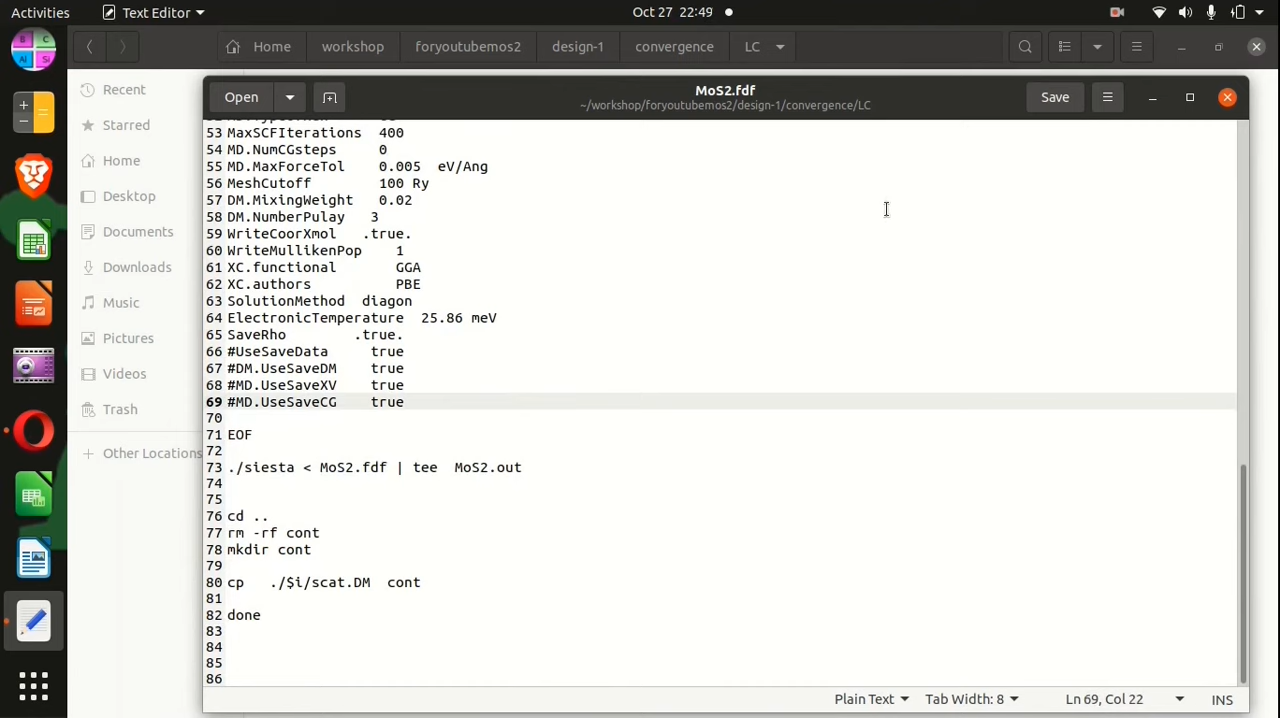 Activities
Text Editor
Oct 27 22:49
Home
workshop
foryoutubemos2
design-1
convergence
LC
B C
Al Si
Recent
Starred
Home
Desktop
Documents
Downloads
Music
Pictures
Videos
Trash
Other Locations
Open
MoS2.fdf
~/workshop/foryoutubemos2/design-1/convergence/LC
Save
53 MaxSCFIterations 400
54 MD.NumCGsteps 0
55 MD.MaxForceTol 0.005 eV/Ang
56 MeshCutoff 100 Ry
57 DM.MixingWeight 0.02
58 DM.NumberPulay 3
59 WriteCoorXmol .true.
60 WriteMullikenPop 1
61 XC.functional GGA
62 XC.authors PBE
63 SolutionMethod diagon
64 ElectronicTemperature 25.86 meV
65 SaveRho .true.
66 #UseSaveData true
67 #DM.UseSaveDM true
68 #MD.UseSaveXV true
69 #MD.UseSaveCG true
70
71 EOF
72
73 ./siesta < MoS2.fdf | tee MoS2.out
74
75
76 cd ..
77 rm -rf cont
78 mkdir cont
79
80 cp ./$i/scat.DM cont
81
82 done
83
84
85
86
Plain Text
Tab Width: 8
Ln 69, Col 22
INS